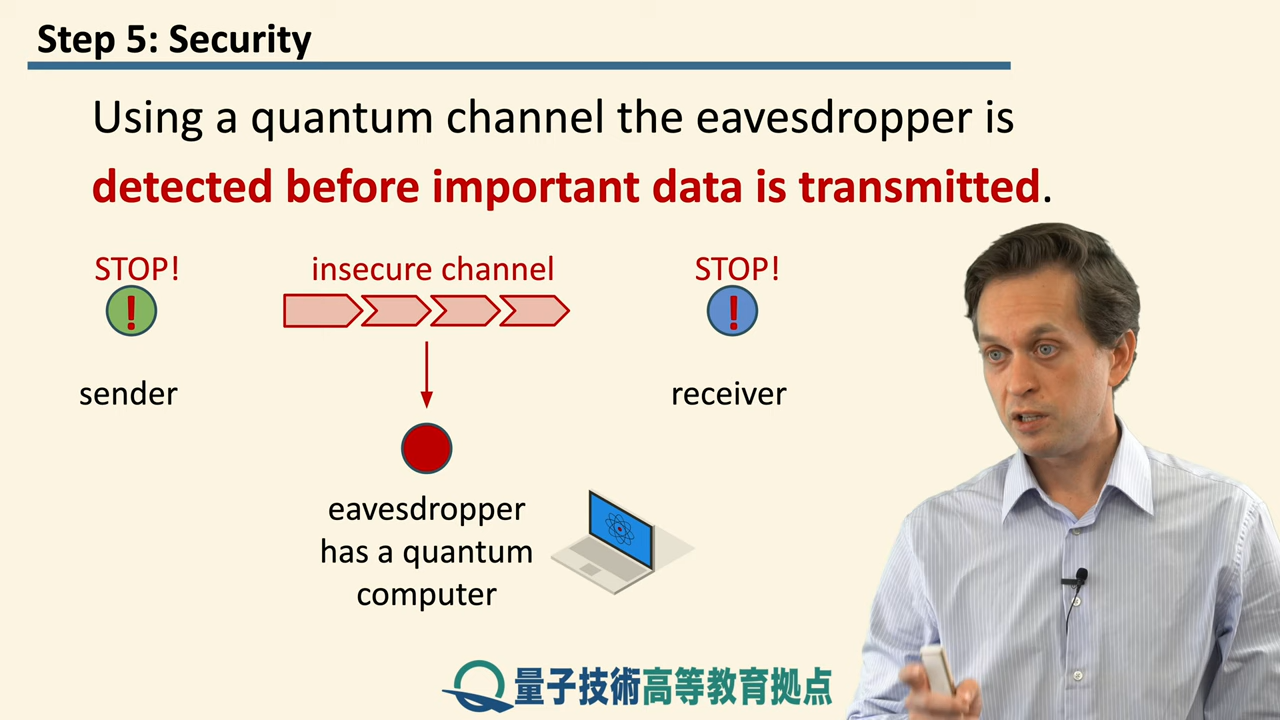 Step 5: Security
Using a quantum channel the eavesdropper is
detected before important data is transmitted.
STOP!
insecure channel
STOP!
!
!
sender
receiver
eavesdropper
has a quantum
computer
量子技術高等教育拠点